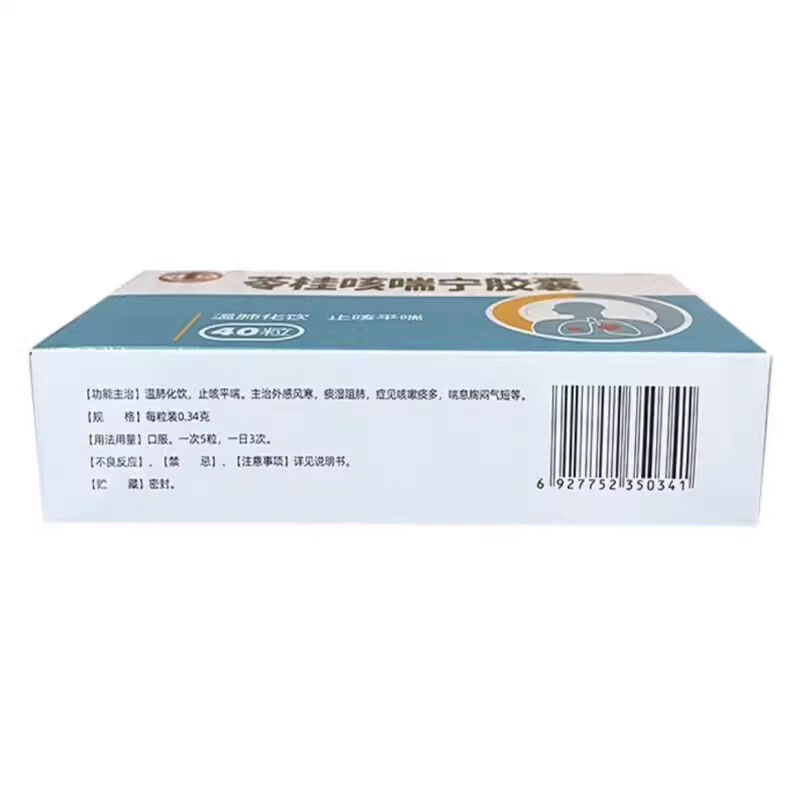 苓桂咳喘宁胶囊
温肺化饮 止咳平喘
40粒
【功能主治】温肺化饮，止咳平喘。主治外感风寒，痰湿阻肺，症见咳嗽痰多，喘息胸闷气短等。
【规 格】每粒装0.34克
【用法用量】口服。一次5粒，一日3次。
【不良反应】、【禁 忌】、【注意事项】详见说明书。
【贮 藏】密封。
6 927752 350341